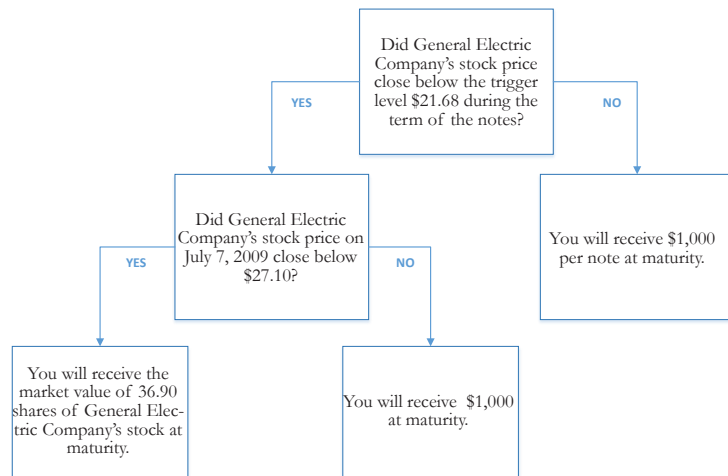 Did General Electric
Company's stock price
close below the trigger
level $21.68 during the
term of the notes?
YES
NO
Did General Electric
Company's stock price on
July 7, 2009 close below
$27.10?
You will receive $1,000
per note at maturity.
YES
NO
You will receive the
market value of 36.90
shares of General Elec-
tric Company's stock at
maturity.
You will receive $1,000
at maturity.